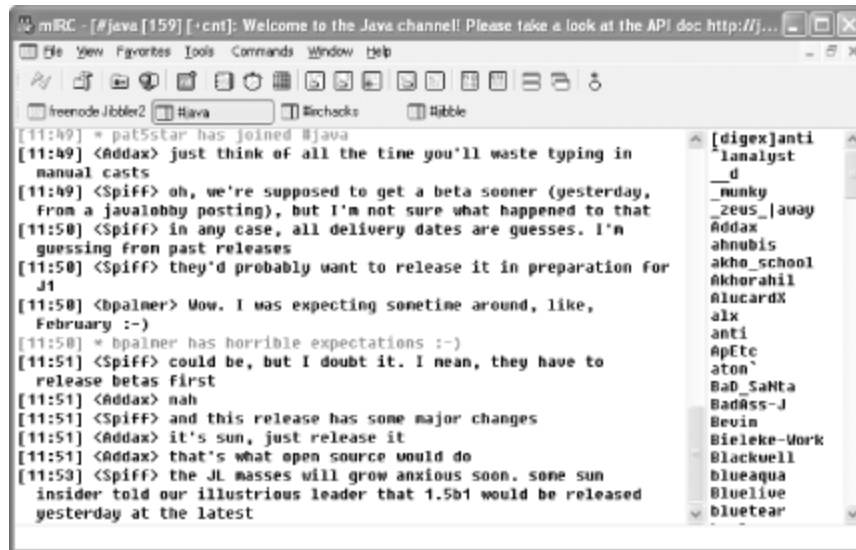 mIRC - [#java [159] [+cnt]: Welcome to the Java channel! Please take a look at the API doc http://j...
File View Favorites Tools Commands Window Help
freenode Jibbler2 #java #irchacks #jibble
[11:49] * pat5star has joined #java
[11:49] <Addax> just think of all the time you'll waste typing in
manual casts
[11:49] <Spiff> oh, we're supposed to get a beta sooner (yesterday,
from a javalobby posting), but I'm not sure what happened to that
[11:50] <Spiff> in any case, all delivery dates are guesses. I'm
guessing from past releases
[11:50] <Spiff> they'd probably want to release it in preparation for
J1
[11:50] <bpalmer> Wow. I was expecting sometime around, like,
February :-)
[11:50] * bpalmer has horrible expectations :-)
[11:51] <Spiff> could be, but I doubt it. I mean, they have to
release betas first
[11:51] <Addax> nah
[11:51] <Spiff> and this release has some major changes
[11:51] <Addax> it's sun, just release it
[11:51] <Addax> that's what open source would do
[11:53] <Spiff> the JL masses will grow anxious soon. some sun
insider told our illustrious leader that 1.5b1 would be released
yesterday at the latest
[digex]anti
^lanalyst
__d
_munky
_zeus_|away
Addax
ahnubis
akho_school
Akhorahil
AlucardX
alx
anti
ApEtc
aton`
BaD_SaNta
BadAss-J
Bevin
Bieleke-Work
Blackwell
blueaqua
Bluelive
bluetear